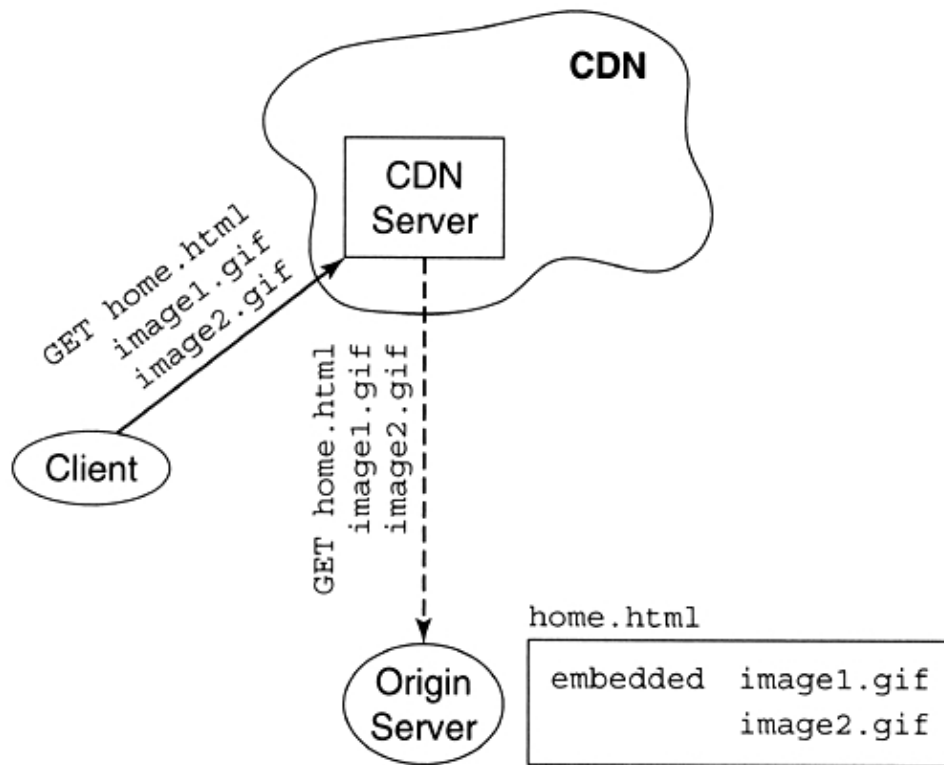 CDN
CDN
Server
GET home.html
image1.gif
image2.gif
Client
GET home.html
image1.gif
image2.gif
home.html
Origin
Server
embedded image1.gif
image2.gif